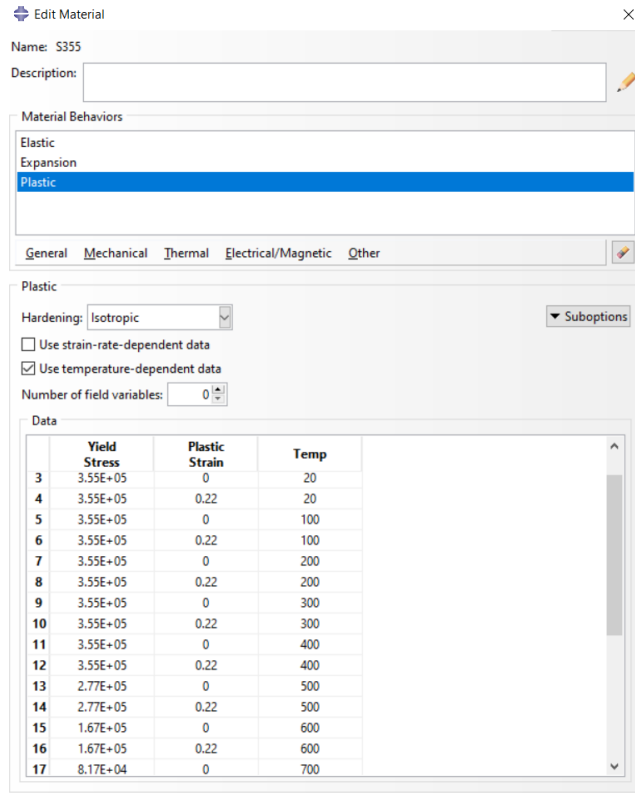 Edit Material
Name: S355
Description:
Material Behaviors
Elastic
Expansion
Plastic
General Mechanical Thermal Electrical/Magnetic Other
Plastic
Hardening: Isotropic
Suboptions
Use strain-rate-dependent data
Use temperature-dependent data
Number of field variables: 0
Data
Yield Stress Plastic Strain Temp
3 3.55E+05 0 20
4 3.55E+05 0.22 20
5 3.55E+05 0 100
6 3.55E+05 0.22 100
7 3.55E+05 0 200
8 3.55E+05 0.22 200
9 3.55E+05 0 300
10 3.55E+05 0.22 300
11 3.55E+05 0 400
12 3.55E+05 0.22 400
13 2.77E+05 0 500
14 2.77E+05 0.22 500
15 1.67E+05 0 600
16 1.67E+05 0.22 600
17 8.17E+04 0 700